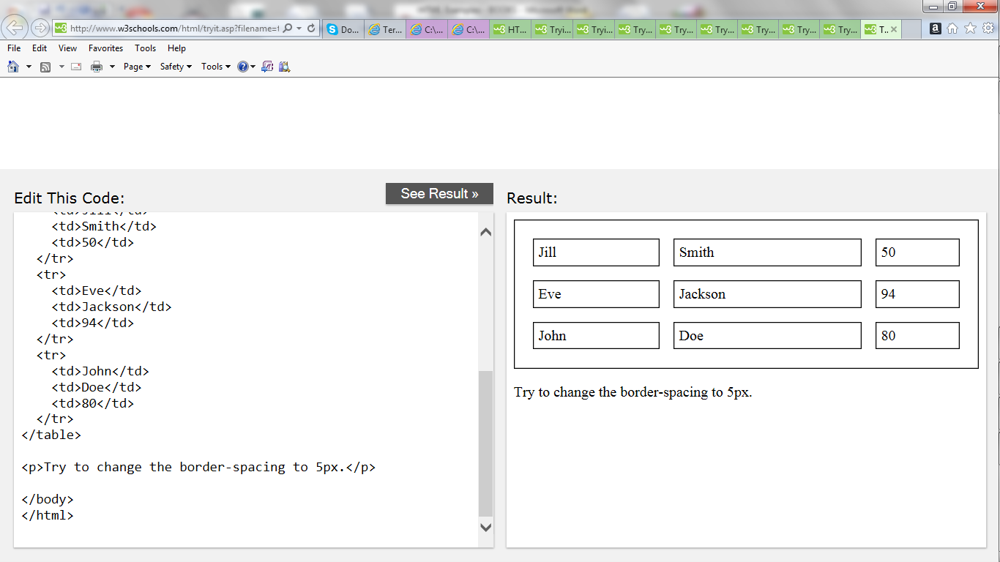 http://www.w3schools.com/html/tryit.asp?filename=t
Do...
Ter...
C:\...
C:\...
HT...
Tryi...
Tryi...
Try...
Try...
Try...
Try...
Try...
Try...
T...
File Edit View Favorites Tools Help
Page Safety Tools
Edit This Code:
See Result »
<td>Smith</td>
<td>50</td>
</tr>
<tr>
<td>Eve</td>
<td>Jackson</td>
<td>94</td>
</tr>
<tr>
<td>John</td>
<td>Doe</td>
<td>80</td>
</tr>
</table>
<p>Try to change the border-spacing to 5px.</p>
</body>
</html>
Result:
Jill Smith 50
Eve Jackson 94
John Doe 80
Try to change the border-spacing to 5px.